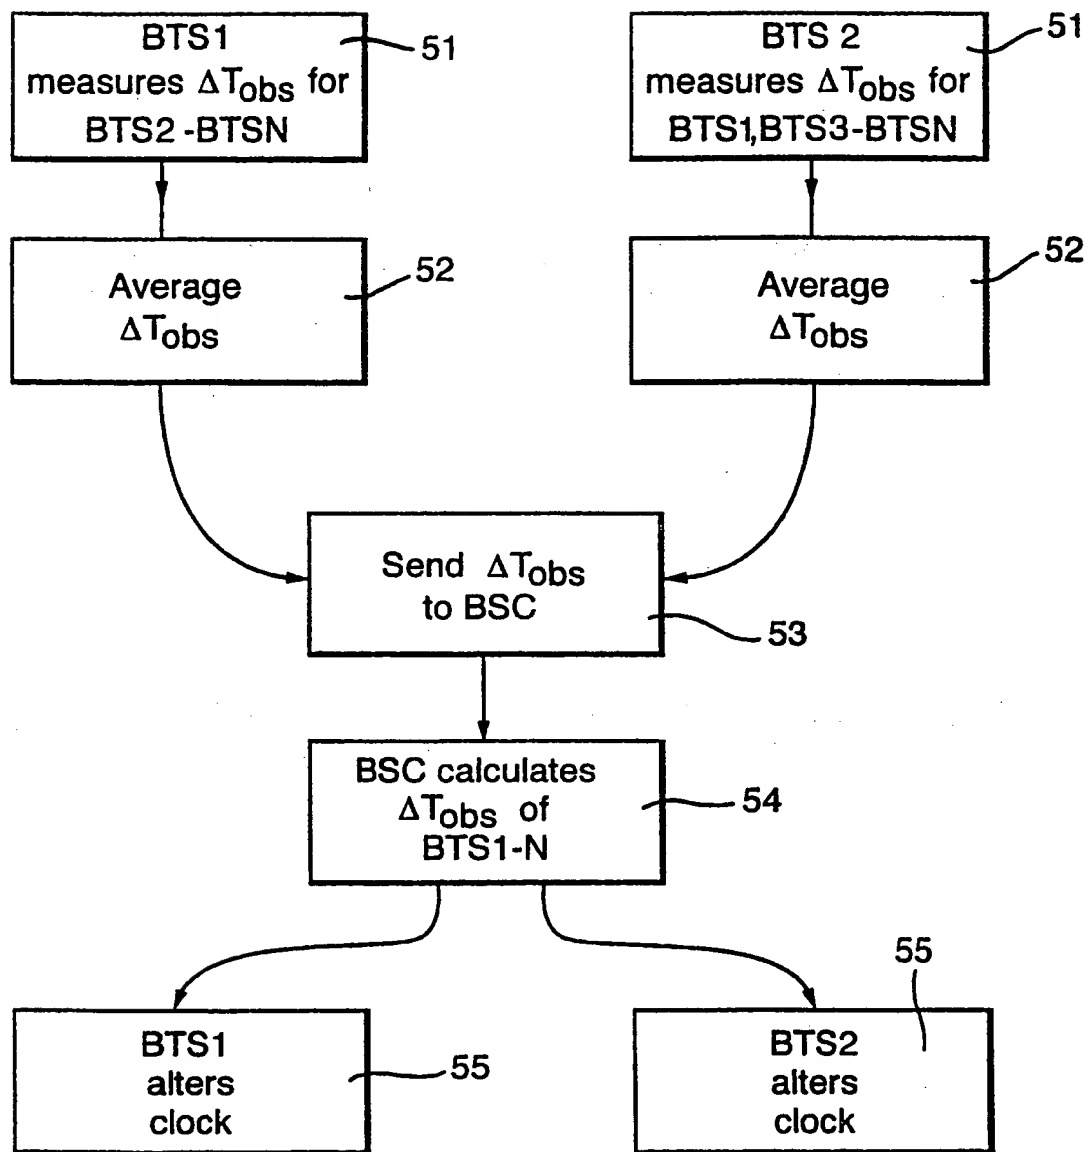 BTS1
measures ΔTobs for
BTS2-BTSN
51
BTS 2
measures ΔTobs for
BTS1,BTS3-BTSN
51
Average
ΔTobs
52
Average
ΔTobs
52
Send ΔTobs
to BSC
53
BSC calculates
ΔTobs of
BTS1-N
54
BTS1
alters
clock
55
BTS2
alters
clock
55